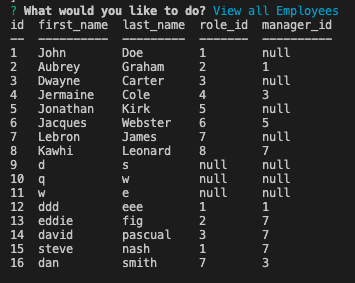 ? What would you like to do? View all Employees
id  first_name  last_name  role_id  manager_id
--  ----------  ---------  -------  ----------
1   John        Doe        1        null
2   Aubrey      Graham     2        1
3   Dwayne      Carter     3        null
4   Jermaine    Cole       4        3
5   Jonathan    Kirk       5        null
6   Jacques     Webster    6        5
7   Lebron      James      7        null
8   Kawhi       Leonard    8        7
9   d           s          null     null
10  q           w          null     null
11  w           e          null     null
12  ddd         eee        1        1
13  eddie       fig        2        7
14  david       pascual    3        7
15  steve       nash       1        7
16  dan         smith      7        3